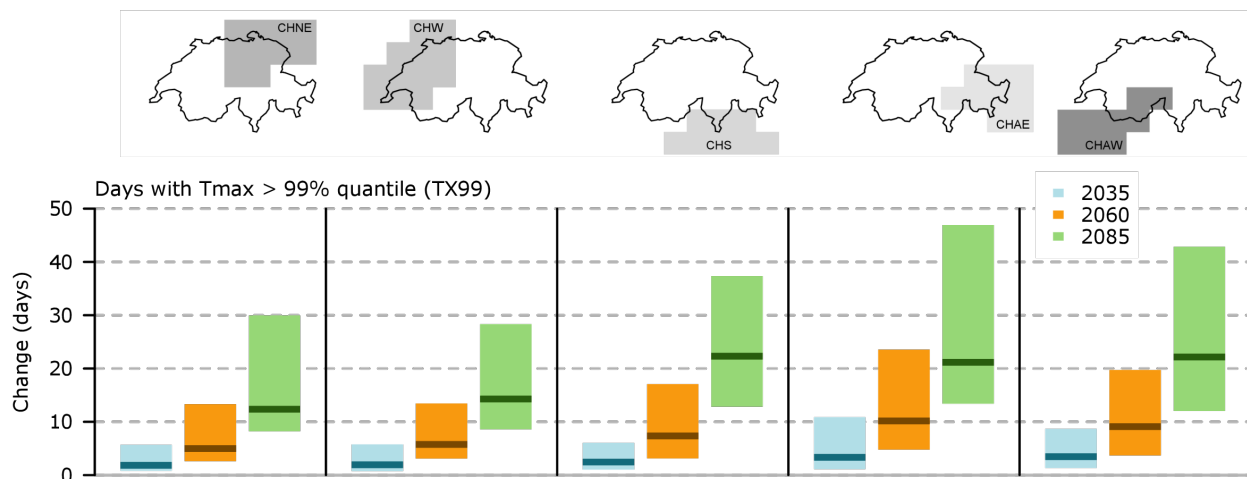 CHNE
CHW
CHS
CHAE
CHAW
Days with Tmax > 99% quantile (TX99)
2035
2060
2085
Change (days)
50
40
30
20
10
0